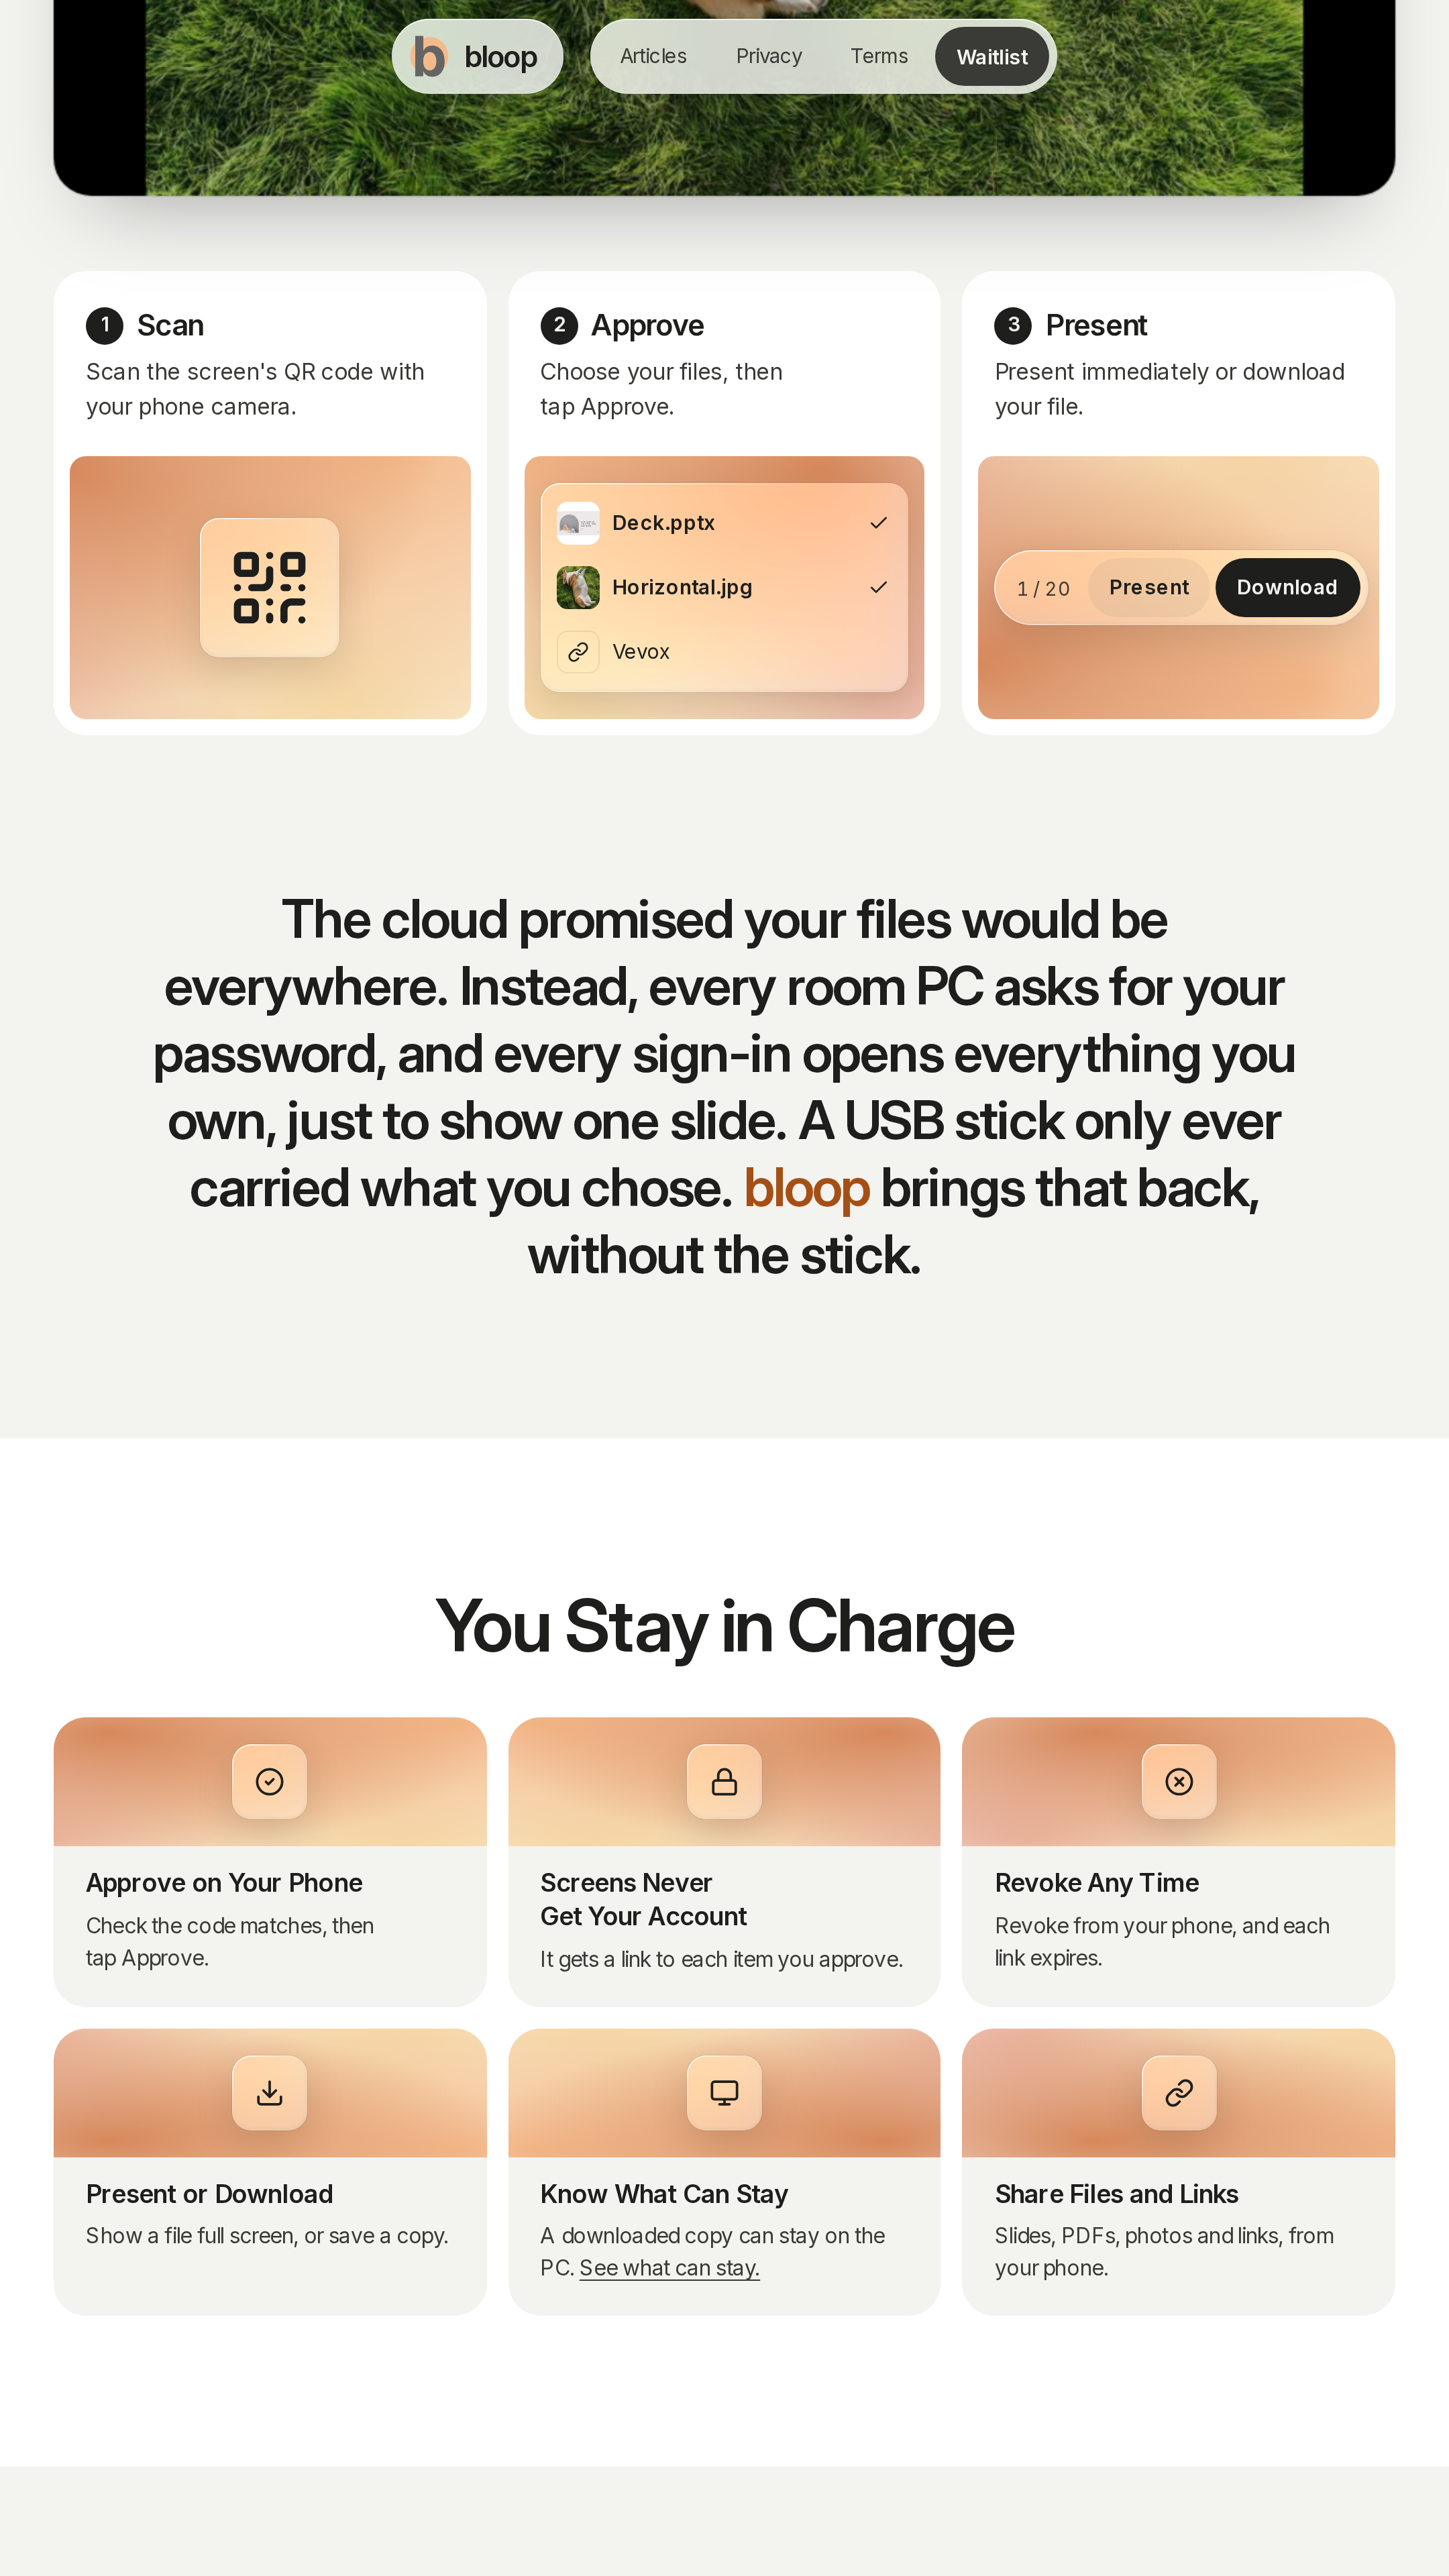 bloop
Articles Privacy Terms Waitlist
1 Scan
Scan the screen's QR code with
your phone camera.
2 Approve
Choose your files, then
tap Approve.
Deck.pptx
Horizontal.jpg
Vevox
3 Present
Present immediately or download
your file.
1 / 20 Present Download
The cloud promised your files would be
everywhere. Instead, every room PC asks for your
password, and every sign-in opens everything you
own, just to show one slide. A USB stick only ever
carried what you chose. bloop brings that back,
without the stick.
You Stay in Charge
Approve on Your Phone
Check the code matches, then
tap Approve.
Screens Never
Get Your Account
It gets a link to each item you approve.
Revoke Any Time
Revoke from your phone, and each
link expires.
Present or Download
Show a file full screen, or save a copy.
Know What Can Stay
A downloaded copy can stay on the
PC. See what can stay.
Share Files and Links
Slides, PDFs, photos and links, from
your phone.